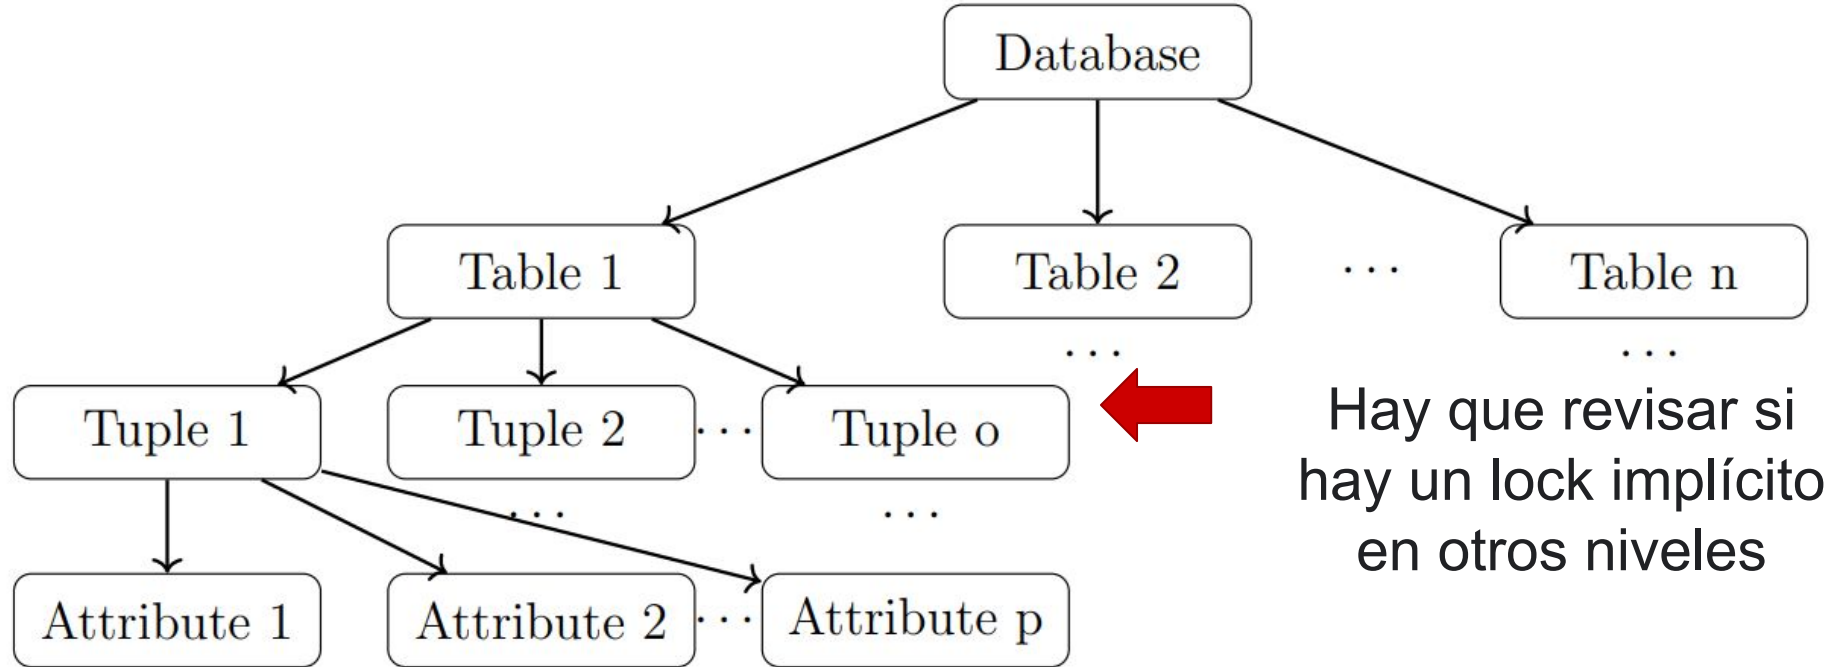 Database
Table 1
Table 2
...
Table n
...
...
Tuple 1
Tuple 2
...
Tuple o
Hay que revisar si
hay un lock implícito
en otros niveles
...
...
Attribute 1
Attribute 2
...
Attribute p